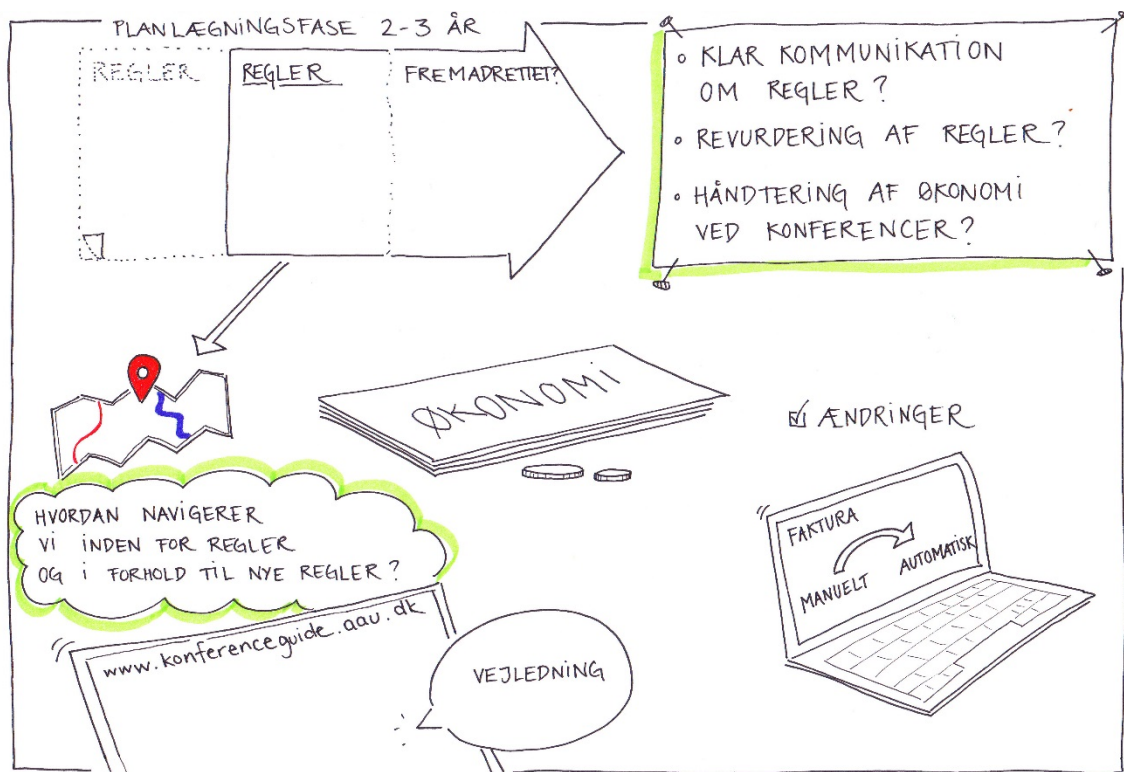 PLANLÆGNINGSFASE 2-3 ÅR
REGLER
REGLER
FREMADRETTET?
• KLAR KOMMUNIKATION
OM REGLER?
• REVURDERING AF REGLER?
• HÅNDTERING AF ØKONOMI
VED KONFERENCER?
ØKONOMI
☑ ÆNDRINGER
HVORDAN NAVIGERER
VI INDEN FOR REGLER
OG I FORHOLD TIL NYE REGLER?
FAKTURA
MANUELT
AUTOMATISK
www.konferenceguide.aau.dk
VEJLEDNING